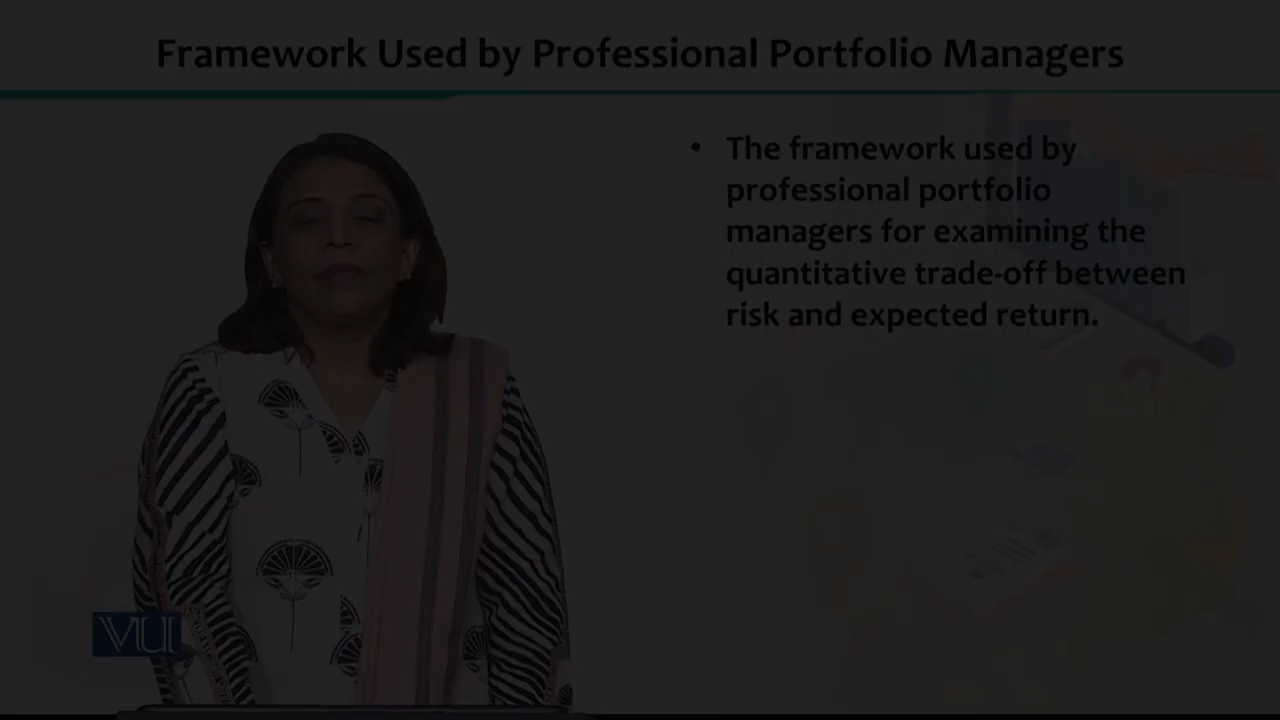 Framework Used by Professional Portfolio Managers
• The framework used by
professional portfolio
managers for examining the
quantitative trade-off between
risk and expected return.
VU